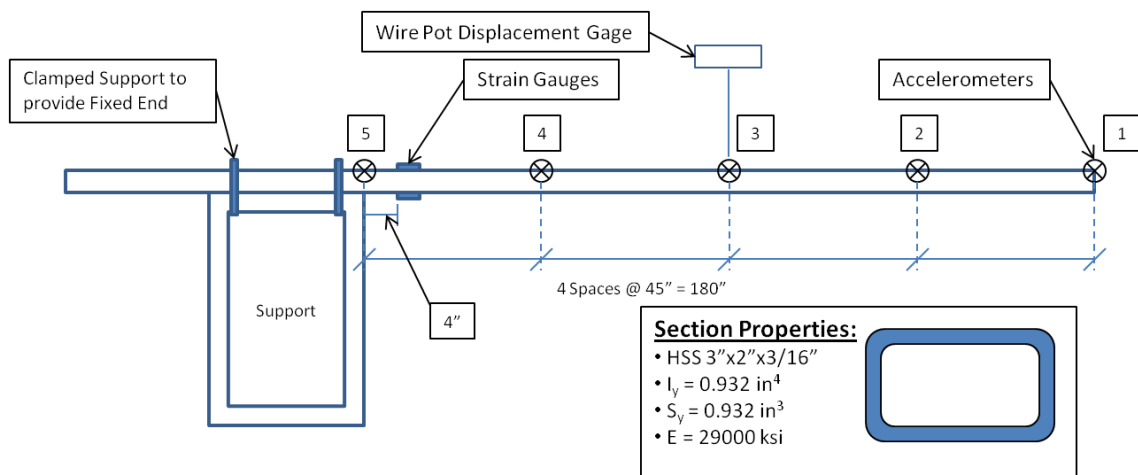 Wire Pot Displacement Gage
Clamped Support to
provide Fixed End
Strain Gauges
Accelerometers
5
4
3
2
1
4 Spaces @ 45” = 180”
Support
4”
Section Properties:
• HSS 3”x2”x3/16”
• Iy = 0.932 in⁴
• Sy = 0.932 in³
• E = 29000 ksi